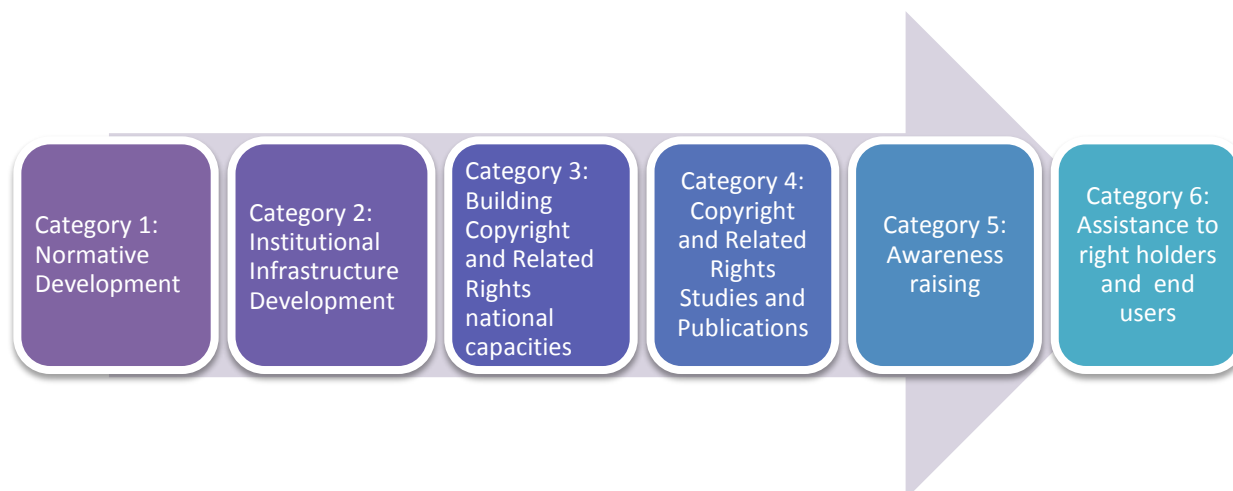 Category 1:
Normative
Development
Category 2:
Institutional
Infrastructure
Development
Category 3:
Building
Copyright
and Related
Rights
national
capacities
Category 4:
Copyright
and Related
Rights
Studies and
Publications
Category 5:
Awareness
raising
Category 6:
Assistance to
right holders
and end
users